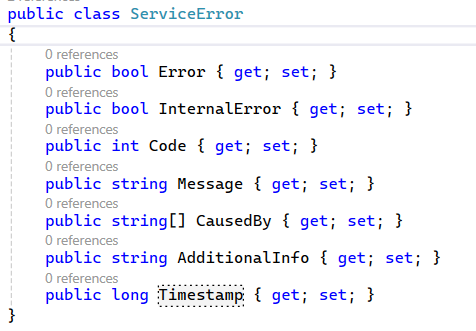 public class ServiceError
{
0 references
public bool Error { get; set; }
0 references
public bool InternalError { get; set; }
0 references
public int Code { get; set; }
0 references
public string Message { get; set; }
0 references
public string[] CausedBy { get; set; }
0 references
public string AdditionalInfo { get; set; }
0 references
public long Timestamp { get; set; }
}